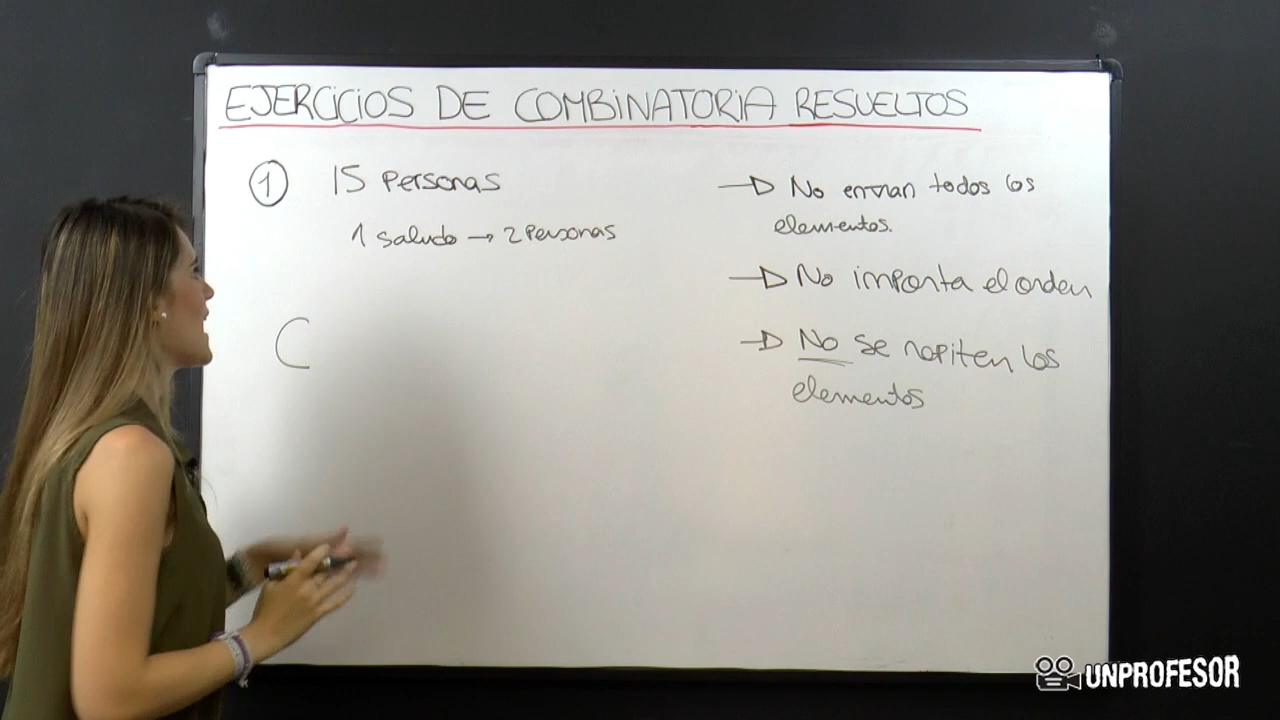 EJERCICIOS DE COMBINATORIA RESUELTOS
1 15 Personas
1 saludo → 2 Personas
C
→ No entran todos los
elementos.
→ No importa el orden
→ No se repiten los
elementos
UNPROFESOR